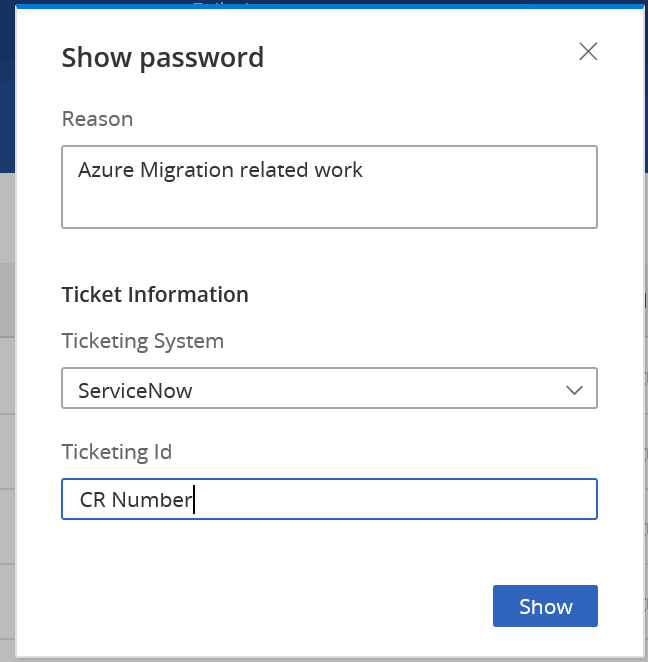 Show password
Reason
Azure Migration related work
Ticket Information
Ticketing System
ServiceNow
Ticketing Id
CR Number
Show